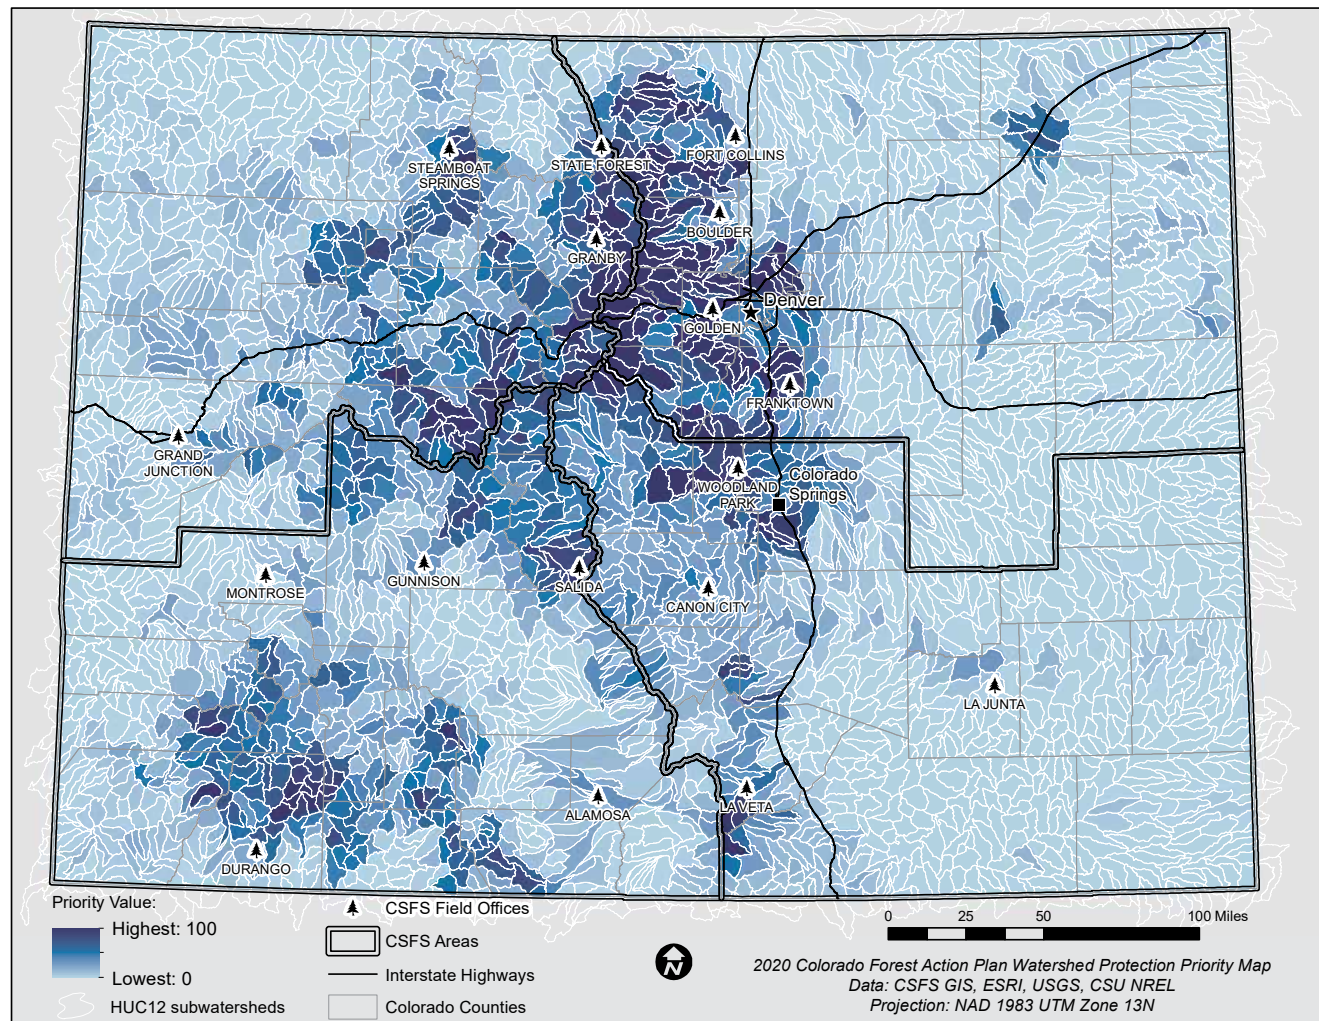 STEAMBOAT
SPRINGS
STATE FOREST
FORT COLLINS
BOULDER
GRANBY
Denver
GOLDEN
FRANKTOWN
GRAND
JUNCTION
WOODLAND
PARK
Colorado
Springs
MONTROSE
GUNNISON
SALIDA
CANON CITY
LA JUNTA
ALAMOSA
LA VETA
DURANGO
Priority Value:
Highest: 100
Lowest: 0
HUC12 subwatersheds
CSFS Field Offices
CSFS Areas
Interstate Highways
Colorado Counties
N
0 25 50 100 Miles
2020 Colorado Forest Action Plan Watershed Protection Priority Map
Data: CSFS GIS, ESRI, USGS, CSU NREL
Projection: NAD 1983 UTM Zone 13N